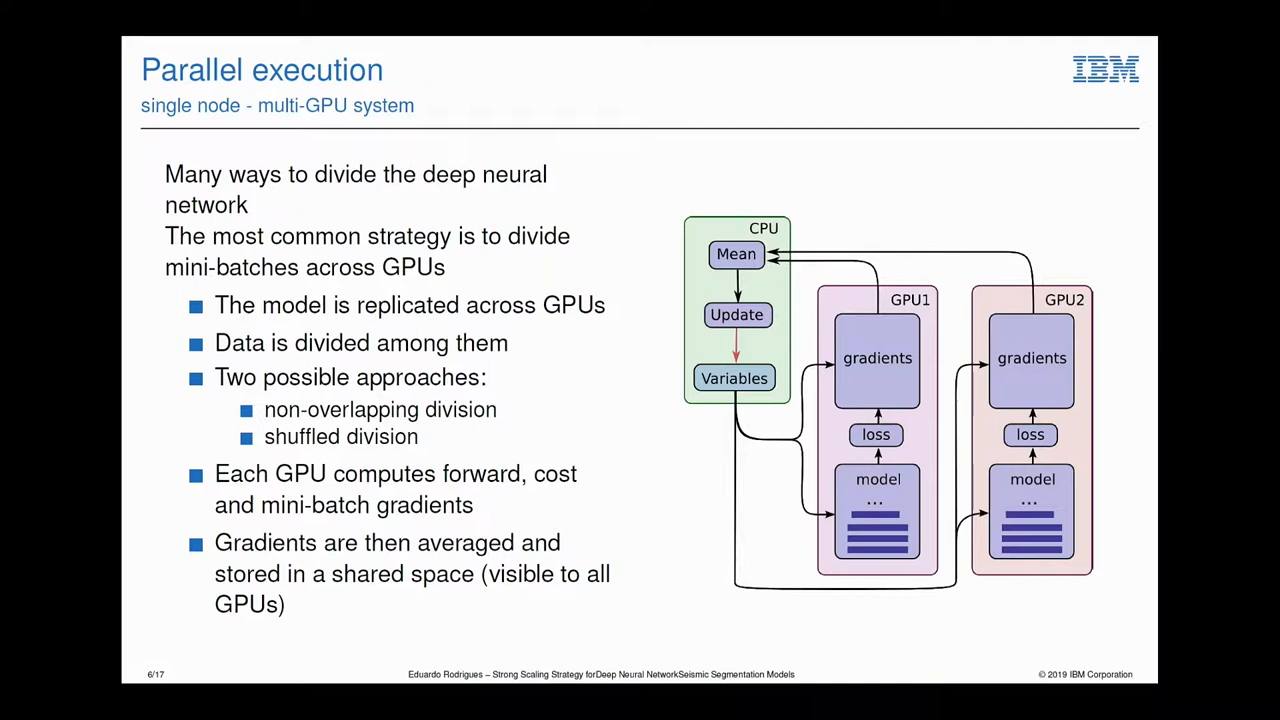 Parallel execution
IBM
single node - multi-GPU system
Many ways to divide the deep neural
network
The most common strategy is to divide
mini-batches across GPUs
The model is replicated across GPUs
Data is divided among them
Two possible approaches:
non-overlapping division
shuffled division
Each GPU computes forward, cost
and mini-batch gradients
Gradients are then averaged and
stored in a shared space (visible to all
GPUs)
CPU
Mean
Update
Variables
GPU1
gradients
loss
model
...
GPU2
gradients
loss
model
...
6/17
Eduardo Rodrigues – Strong Scaling Strategy forDeep Neural NetworkSeismic Segmentation Models
© 2019 IBM Corporation